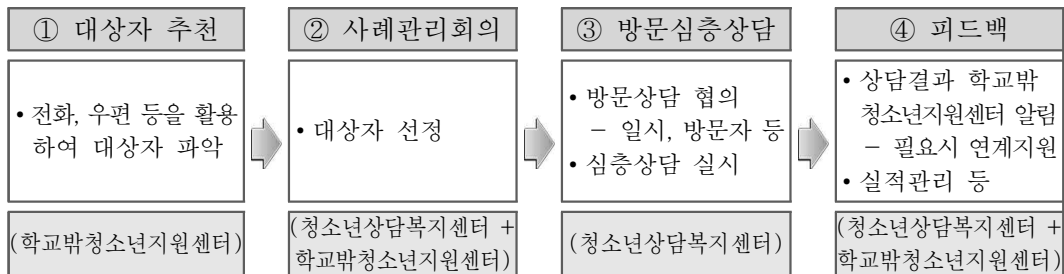 ① 대상자 추천
• 전화, 우편 등을 활용
하여 대상자 파악
(학교밖청소년지원센터)
② 사례관리회의
• 대상자 선정
(청소년상담복지센터 +
학교밖청소년지원센터)
③ 방문심층상담
• 방문상담 협의
- 일시, 방문자 등
• 심층상담 실시
(청소년상담복지센터)
④ 피드백
• 상담결과 학교밖
청소년지원센터 알림
- 필요시 연계지원
• 실적관리 등
(청소년상담복지센터 +
학교밖청소년지원센터)